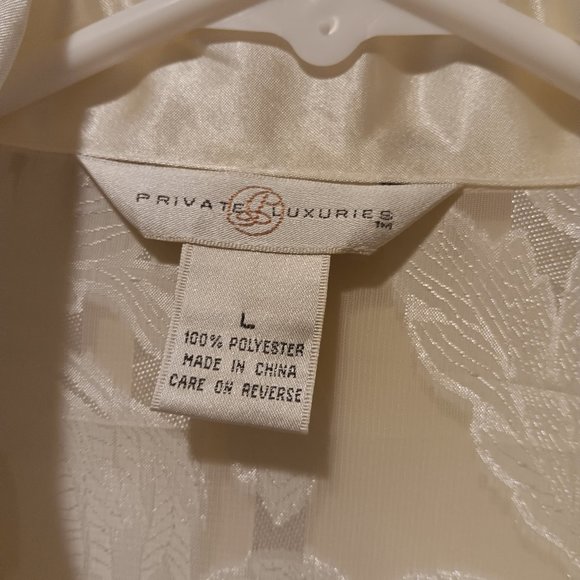 PRIVATE LUXURIES
TM
L
100% POLYESTER
MADE IN CHINA
CARE ON REVERSE